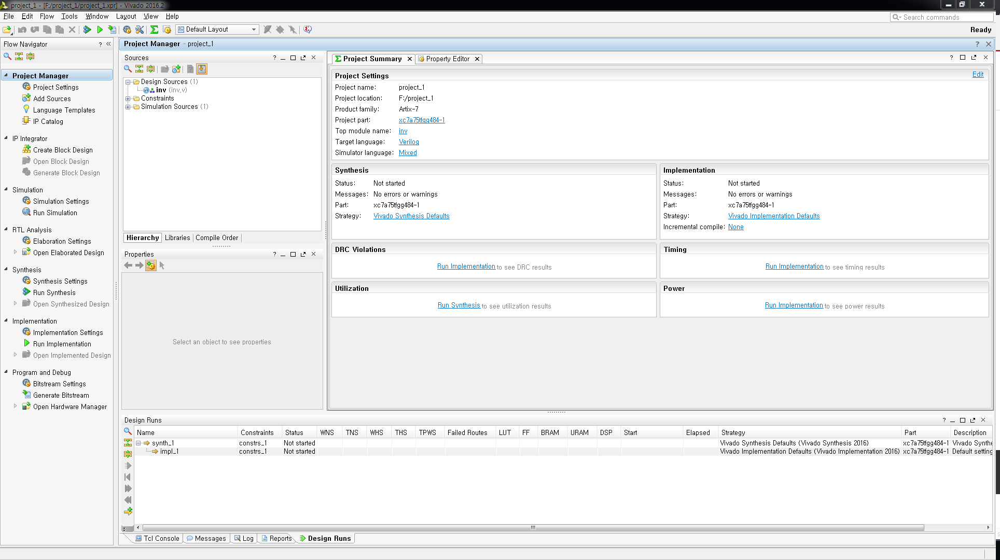 project_1 - [F:/project_1/project_1.xpr] - Vivado 2016.2
File Edit Flow Tools Window Layout View Help
Search commands
Default Layout
Ready
Flow Navigator
Project Manager
Project Settings
Add Sources
Language Templates
IP Catalog
IP Integrator
Create Block Design
Open Block Design
Generate Block Design
Simulation
Simulation Settings
Run Simulation
RTL Analysis
Elaboration Settings
Open Elaborated Design
Synthesis
Synthesis Settings
Run Synthesis
Open Synthesized Design
Implementation
Implementation Settings
Run Implementation
Open Implemented Design
Program and Debug
Bitstream Settings
Generate Bitstream
Open Hardware Manager
Project Manager - project_1
Sources
Design Sources (1)
inv (inv.v)
Constraints
Simulation Sources (1)
Hierarchy Libraries Compile Order
Properties
Select an object to see properties
Project Summary Property Editor
Project Settings Edit
Project name: project_1
Project location: F:/project_1
Product family: Artix-7
Project part: xc7a75tfgg484-1
Top module name: inv
Target language: Verilog
Simulator language: Mixed
Synthesis
Status: Not started
Messages: No errors or warnings
Part: xc7a75tfgg484-1
Strategy: Vivado Synthesis Defaults
Implementation
Status: Not started
Messages: No errors or warnings
Part: xc7a75tfgg484-1
Strategy: Vivado Implementation Defaults
Incremental compile: None
DRC Violations
Run Implementation to see DRC results
Timing
Run Implementation to see timing results
Utilization
Run Synthesis to see utilization results
Power
Run Implementation to see power results
Design Runs
Name Constraints Status WNS TNS WHS THS TPWS Failed Routes LUT FF BRAM URAM DSP Start Elapsed Strategy Part Description
synth_1 constrs_1 Not started Vivado Synthesis Defaults (Vivado Synthesis 2016) xc7a75tfgg484-1 Vivado Synthe
impl_1 constrs_1 Not started Vivado Implementation Defaults (Vivado Implementation 2016) xc7a75tfgg484-1 Default setting
Tcl Console Messages Log Reports Design Runs